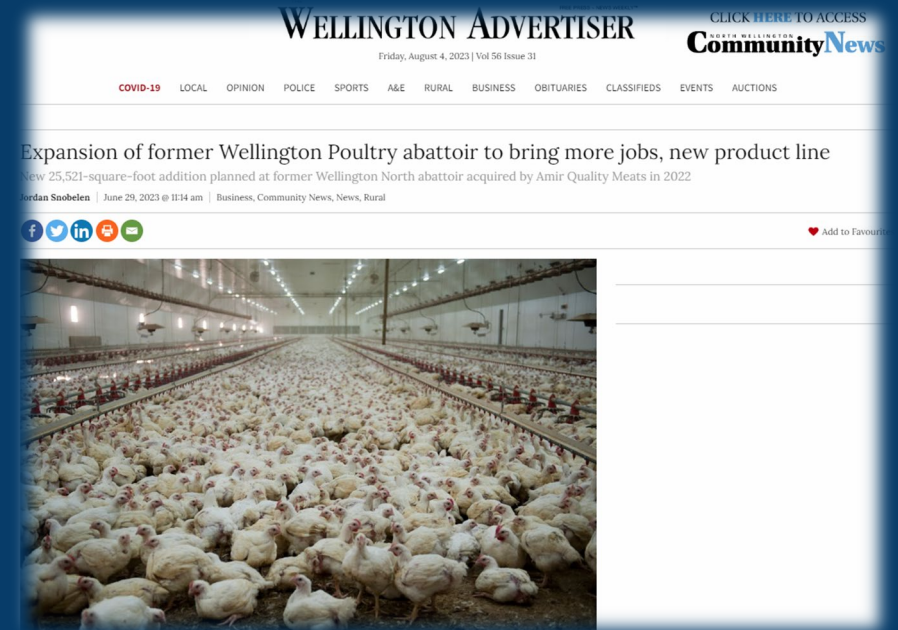 WELLINGTON ADVERTISER
CLICK HERE TO ACCESS
NORTH WELLINGTON
CommunityNews
Friday, August 4, 2023 | Vol 56 Issue 31
COVID-19 LOCAL OPINION POLICE SPORTS A&E RURAL BUSINESS OBITUARIES CLASSIFIEDS EVENTS AUCTIONS
Expansion of former Wellington Poultry abattoir to bring more jobs, new product line
New 25,521-square-foot addition planned at former Wellington North abattoir acquired by Amir Quality Meats in 2022
Jordan Snobelen | June 29, 2023 @ 11:14 am | Business, Community News, News, Rural
Add to Favourite